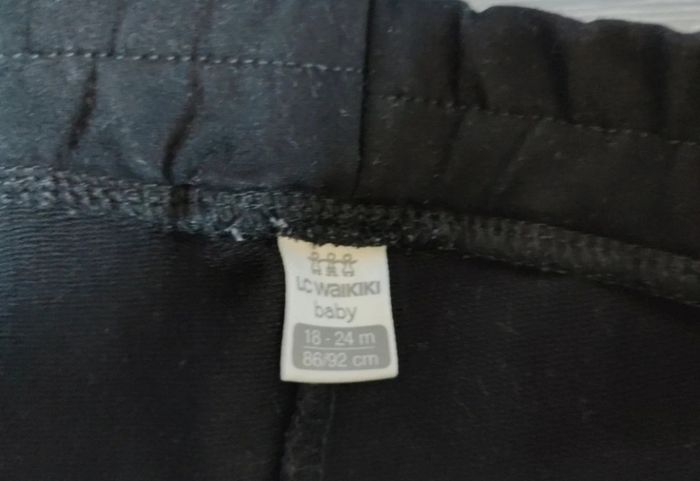 LC WAIKIKI
baby
18 - 24 m
86/92 cm